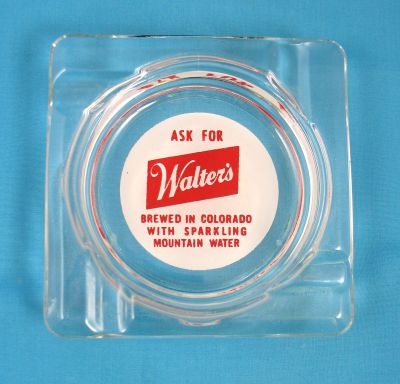 ASK FOR
Walter's
BREWED IN COLORADO
WITH SPARKLING
MOUNTAIN WATER